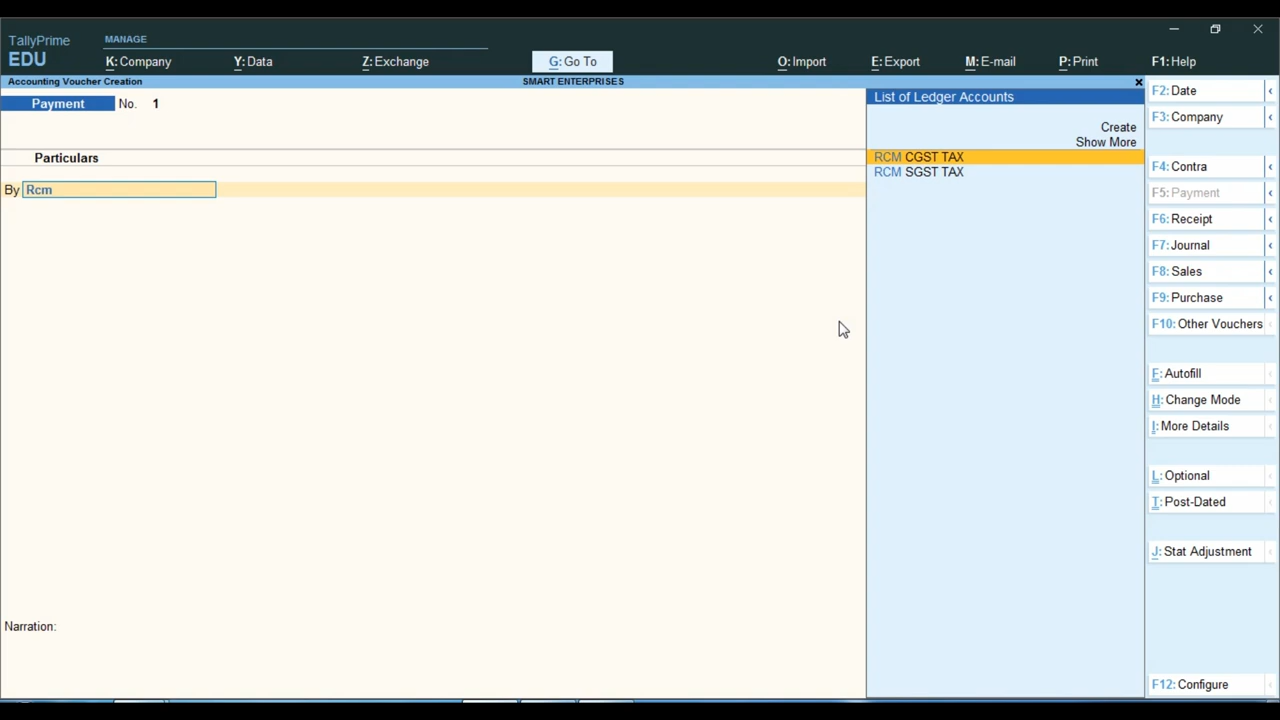 TallyPrime
EDU
MANAGE
K: Company
Y: Data
Z: Exchange
G: Go To
O: Import
E: Export
M: E-mail
P: Print
F1: Help
Accounting Voucher Creation
SMART ENTERPRISES
Payment No. 1
Particulars
By Rcm
Narration:
List of Ledger Accounts
Create
Show More
RCM CGST TAX
RCM SGST TAX
F2: Date
F3: Company
F4: Contra
F5: Payment
F6: Receipt
F7: Journal
F8: Sales
F9: Purchase
F10: Other Vouchers
F: Autofill
H: Change Mode
I: More Details
L: Optional
T: Post-Dated
J: Stat Adjustment
F12: Configure